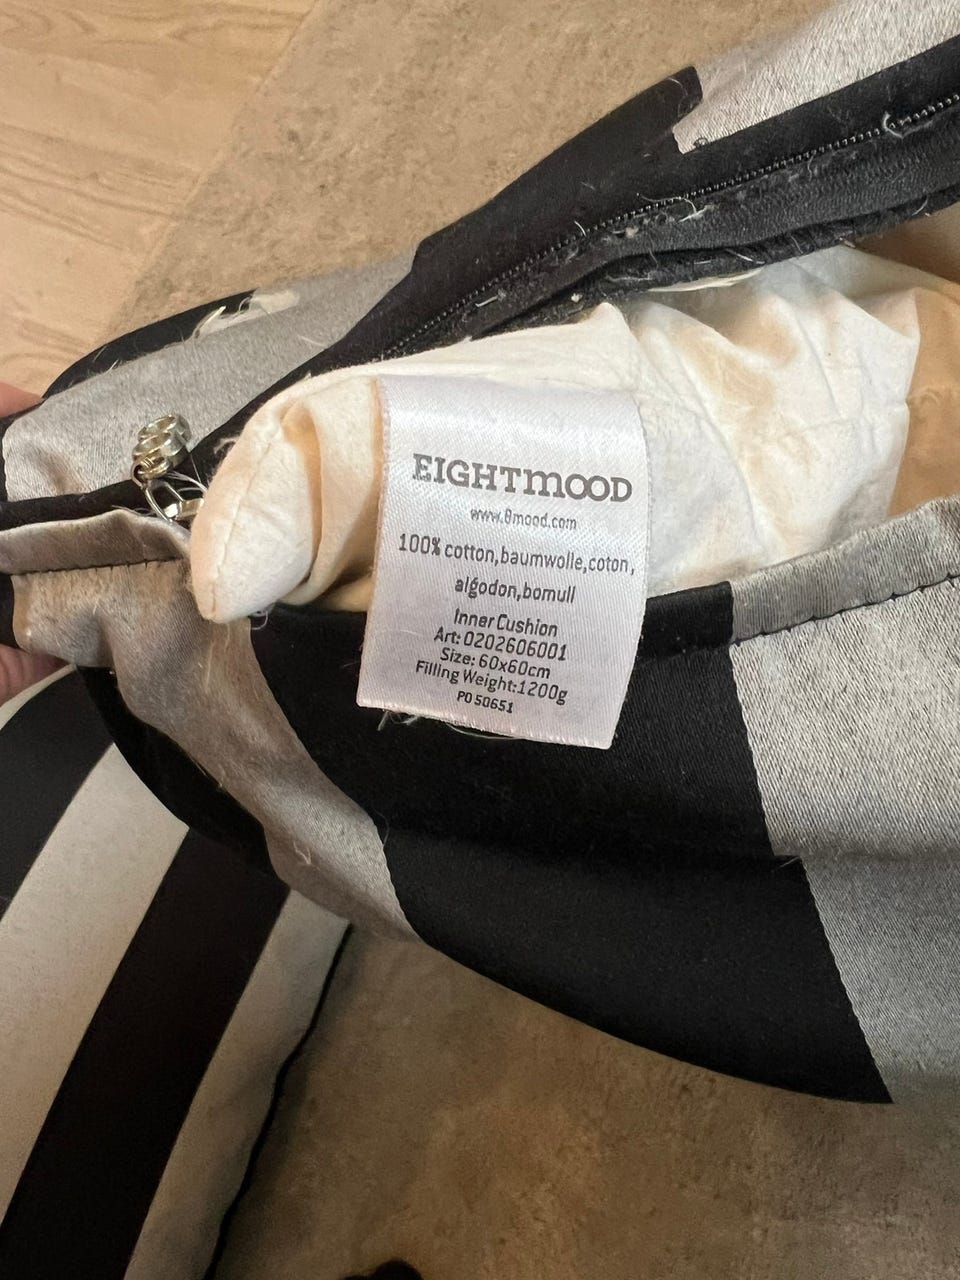 EIGHTmOOD
www.8mood.com
100% cotton,baumwolle,coton,
algodon,bomull
Inner Cushion
Art: 0202606001
Size: 60x60cm
Filling Weight:1200g
PO 50651